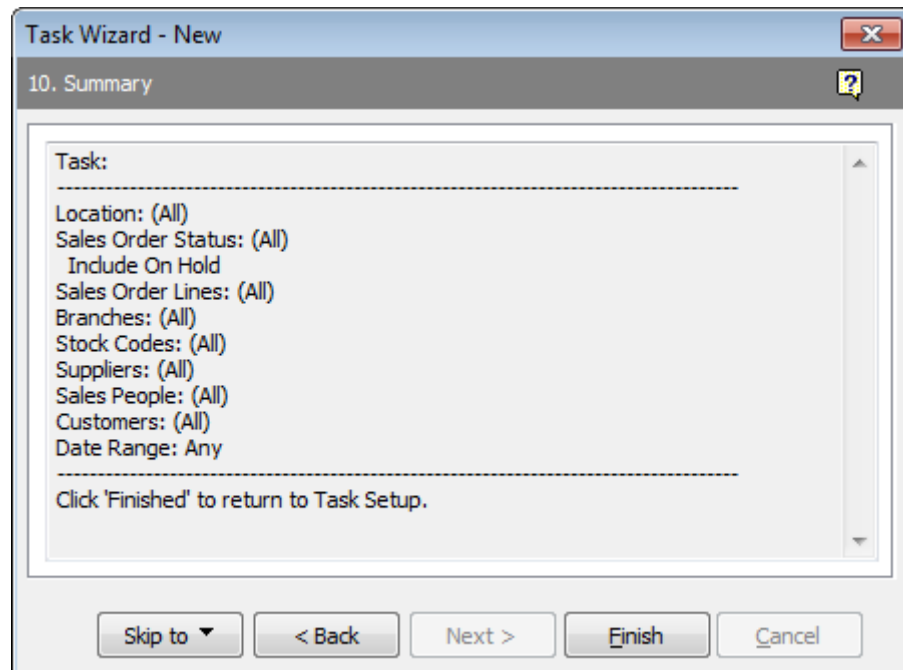 Task Wizard - New
10. Summary
?
Task:
--------------------------------------------------------------------------------
Location: (All)
Sales Order Status: (All)
Include On Hold
Sales Order Lines: (All)
Branches: (All)
Stock Codes: (All)
Suppliers: (All)
Sales People: (All)
Customers: (All)
Date Range: Any
--------------------------------------------------------------------------------
Click 'Finished' to return to Task Setup.
Skip to < Back Next > Finish Cancel